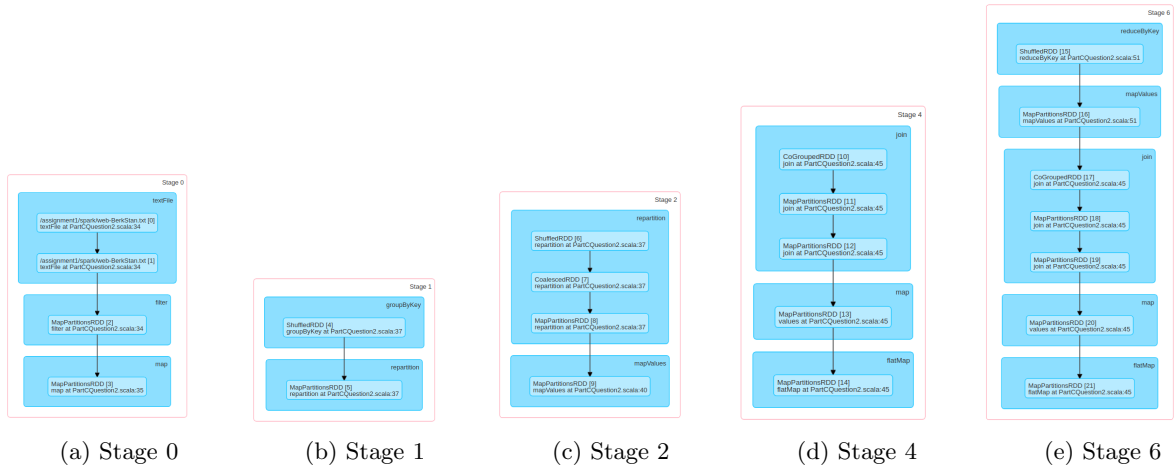 Stage 0
textFile
/assignment1/spark/web-BerkStan.txt [0]
textFile at PartCQuestion2.scala:34
/assignment1/spark/web-BerkStan.txt [1]
textFile at PartCQuestion2.scala:34
filter
MapPartitionsRDD [2]
filter at PartCQuestion2.scala:34
map
MapPartitionsRDD [3]
map at PartCQuestion2.scala:35
(a) Stage 0
Stage 1
groupByKey
ShuffledRDD [4]
groupByKey at PartCQuestion2.scala:37
repartition
MapPartitionsRDD [5]
repartition at PartCQuestion2.scala:37
(b) Stage 1
Stage 2
repartition
ShuffledRDD [6]
repartition at PartCQuestion2.scala:37
CoalescedRDD [7]
repartition at PartCQuestion2.scala:37
MapPartitionsRDD [8]
repartition at PartCQuestion2.scala:37
mapValues
MapPartitionsRDD [9]
mapValues at PartCQuestion2.scala:40
(c) Stage 2
Stage 4
join
CoGroupedRDD [10]
join at PartCQuestion2.scala:45
MapPartitionsRDD [11]
join at PartCQuestion2.scala:45
MapPartitionsRDD [12]
join at PartCQuestion2.scala:45
map
MapPartitionsRDD [13]
values at PartCQuestion2.scala:45
flatMap
MapPartitionsRDD [14]
flatMap at PartCQuestion2.scala:45
(d) Stage 4
Stage 6
reduceByKey
ShuffledRDD [15]
reduceByKey at PartCQuestion2.scala:51
mapValues
MapPartitionsRDD [16]
mapValues at PartCQuestion2.scala:51
join
CoGroupedRDD [17]
join at PartCQuestion2.scala:45
MapPartitionsRDD [18]
join at PartCQuestion2.scala:45
MapPartitionsRDD [19]
join at PartCQuestion2.scala:45
map
MapPartitionsRDD [20]
values at PartCQuestion2.scala:45
flatMap
MapPartitionsRDD [21]
flatMap at PartCQuestion2.scala:45
(e) Stage 6